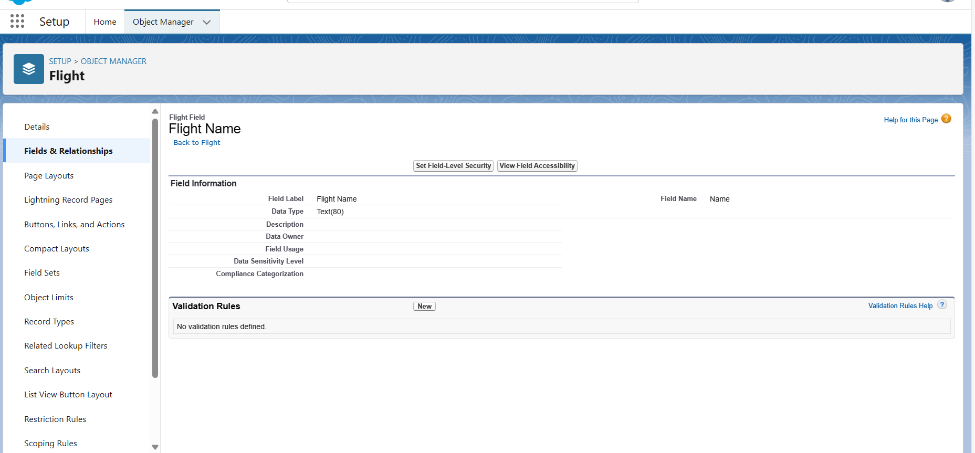 Setup
Home
Object Manager
SETUP > OBJECT MANAGER
Flight
Details
Fields & Relationships
Page Layouts
Lightning Record Pages
Buttons, Links, and Actions
Compact Layouts
Field Sets
Object Limits
Record Types
Related Lookup Filters
Search Layouts
List View Button Layout
Restriction Rules
Scoping Rules
Flight Field
Flight Name
Back to Flight
Help for this Page ?
Set Field-Level Security View Field Accessibility
Field Information
Field Label Flight Name Field Name Name
Data Type Text(80)
Description
Data Owner
Field Usage
Data Sensitivity Level
Compliance Categorization
Validation Rules New Validation Rules Help ?
No validation rules defined.